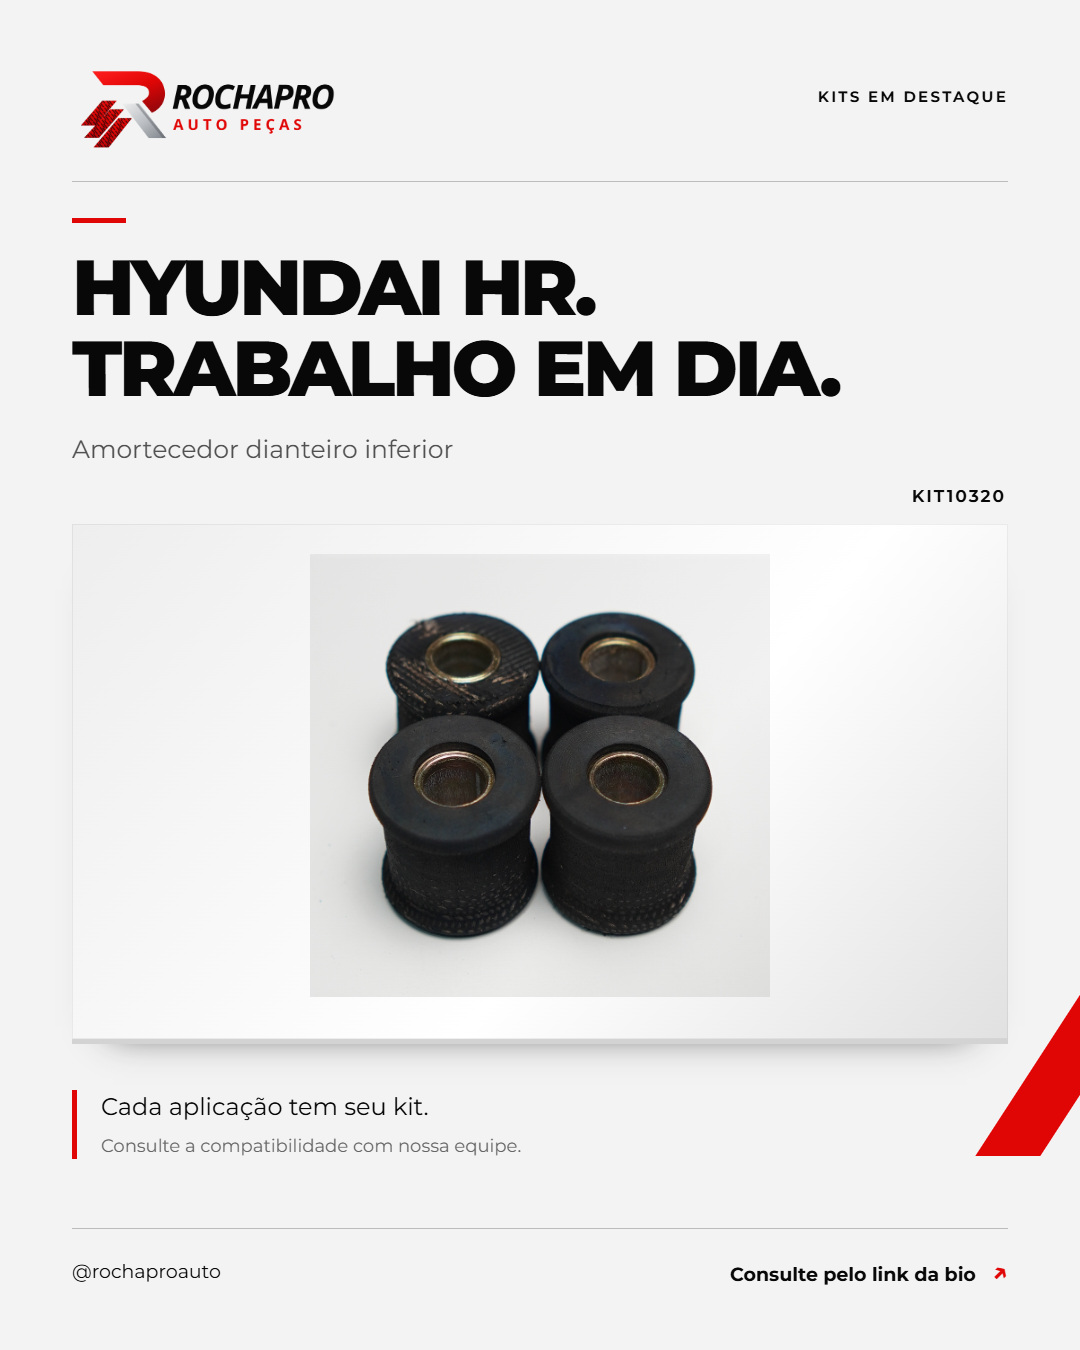 ROCHAPRO
AUTO PEÇAS
KITS EM DESTAQUE
HYUNDAI HR.
TRABALHO EM DIA.
Amortecedor dianteiro inferior
KIT10320
Cada aplicação tem seu kit.
Consulte a compatibilidade com nossa equipe.
@rochaproauto
Consulte pelo link da bio